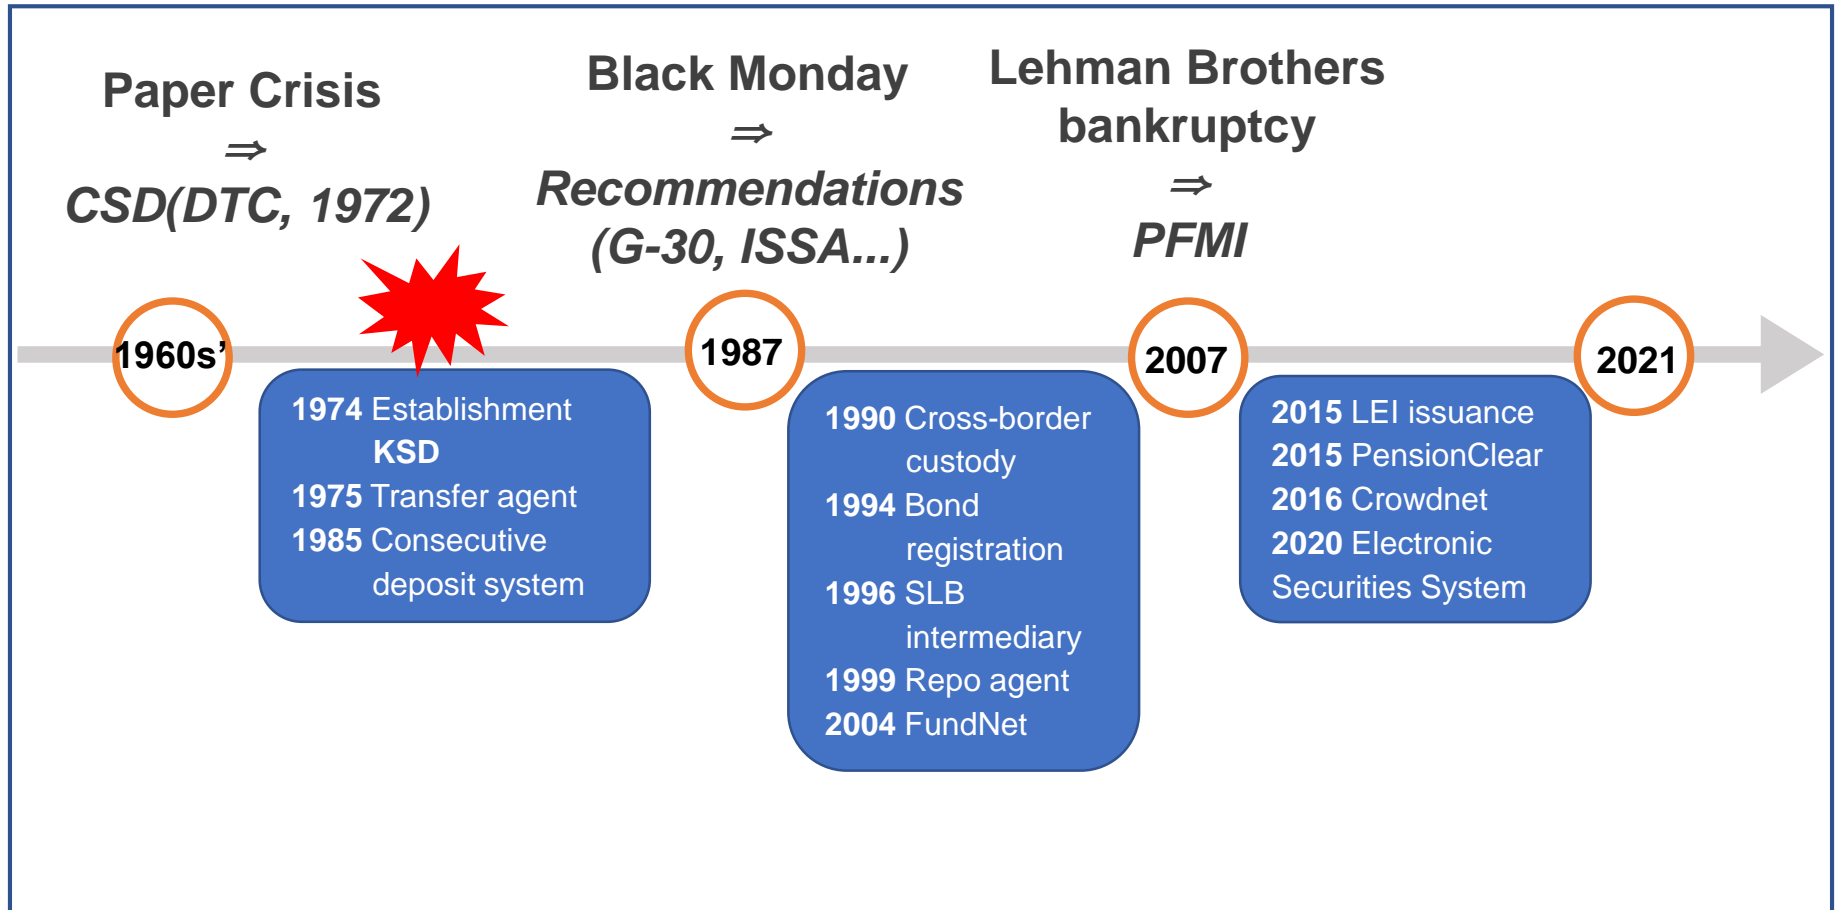 Paper Crisis
⇒
CSD(DTC, 1972)
Black Monday
⇒
Recommendations
(G-30, ISSA...)
Lehman Brothers
bankruptcy
⇒
PFMI
1960s’
1987
2007
2021
1974 Establishment
KSD
1975 Transfer agent
1985 Consecutive
deposit system
1990 Cross-border
custody
1994 Bond
registration
1996 SLB
intermediary
1999 Repo agent
2004 FundNet
2015 LEI issuance
2015 PensionClear
2016 Crowdnet
2020 Electronic
Securities System